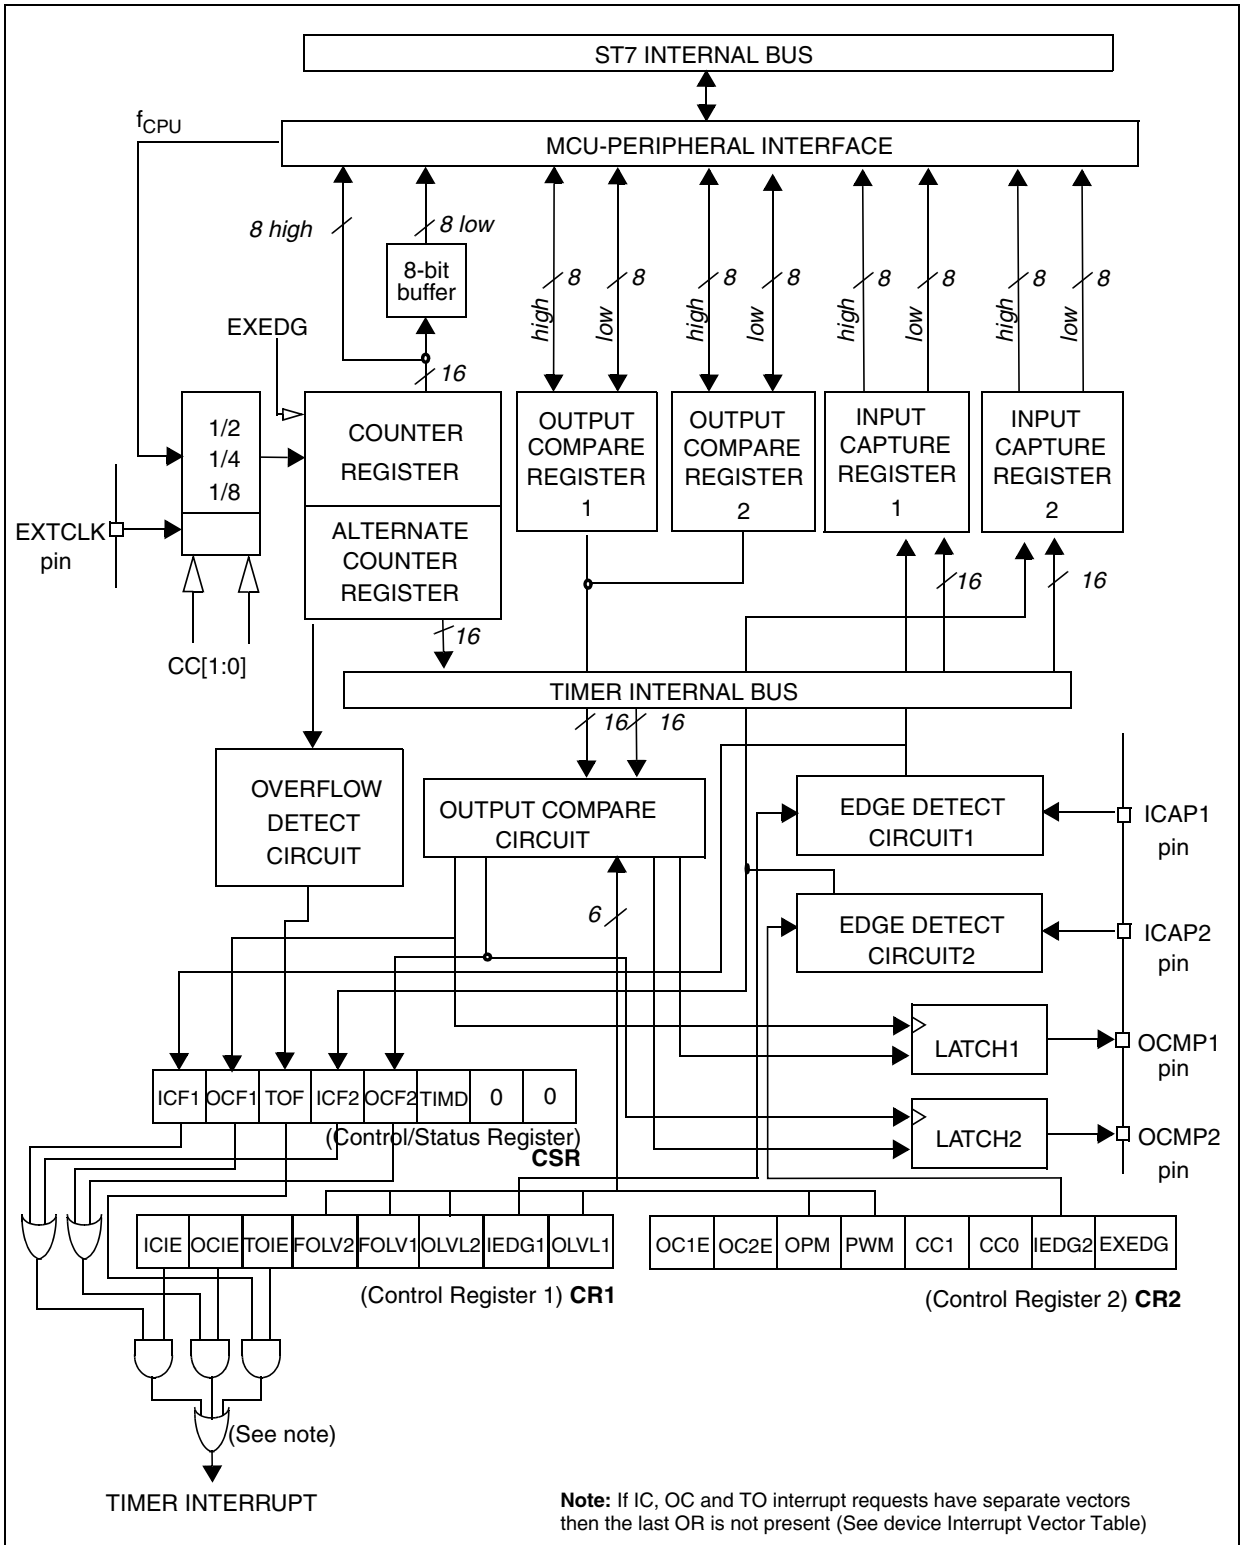 ST7 INTERNAL BUS
fCPU
MCU-PERIPHERAL INTERFACE
8 high
8 low
8-bit
buffer
8
8
8
8
8
8
8
8
high
low
high
low
high
low
high
low
EXEDG
16
1/2
1/4
1/8
COUNTER
REGISTER
OUTPUT
COMPARE
REGISTER
1
OUTPUT
COMPARE
REGISTER
2
INPUT
CAPTURE
REGISTER
1
INPUT
CAPTURE
REGISTER
2
EXTCLK
pin
ALTERNATE
COUNTER
REGISTER
16
16
16
CC[1:0]
TIMER INTERNAL BUS
16
16
OVERFLOW
DETECT
CIRCUIT
OUTPUT COMPARE
CIRCUIT
EDGE DETECT
CIRCUIT1
ICAP1
pin
6
EDGE DETECT
CIRCUIT2
ICAP2
pin
LATCH1
OCMP1
pin
LATCH2
OCMP2
pin
ICF1 OCF1 TOF ICF2 OCF2 TIMD 0 0
(Control/Status Register)
CSR
ICIE OCIE TOIE FOLV2 FOLV1 OLVL2 IEDG1 OLVL1
(Control Register 1) CR1
OC1E OC2E OPM PWM CC1 CC0 IEDG2 EXEDG
(Control Register 2) CR2
(See note)
TIMER INTERRUPT
Note: If IC, OC and TO interrupt requests have separate vectors
then the last OR is not present (See device Interrupt Vector Table)